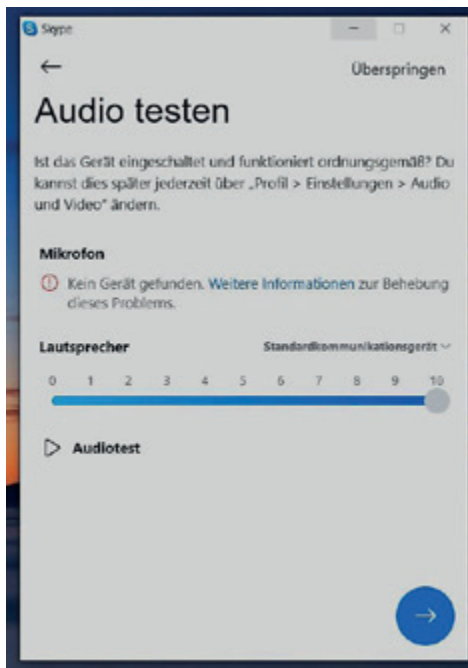 Skype
Überspringen
Audio testen
Ist das Gerät eingeschaltet und funktioniert ordnungsgemäß? Du
kannst dies später jederzeit über „Profil > Einstellungen > Audio
und Video" ändern.
Mikrofon
Kein Gerät gefunden. Weitere Informationen zur Behebung
dieses Problems.
Lautsprecher Standardkommunikationsgerät
0 1 2 3 4 5 6 7 8 9 10
Audiotest